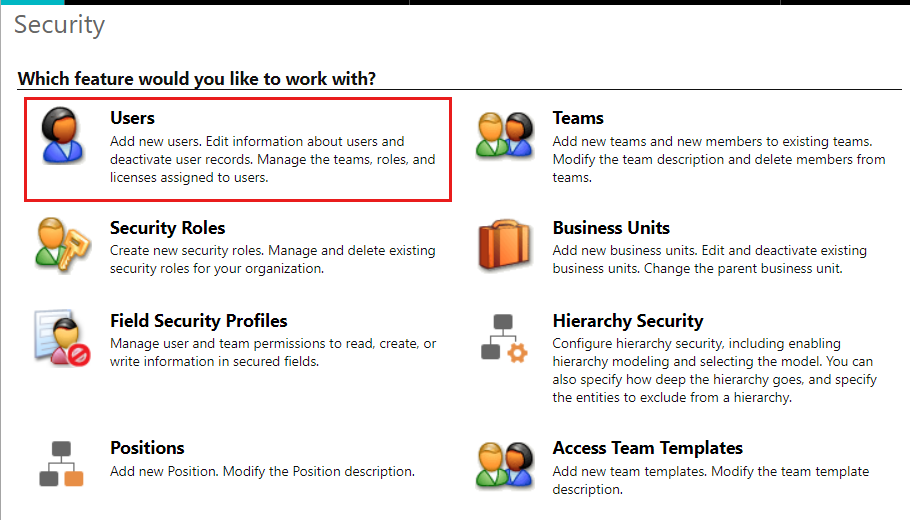 Security
Which feature would you like to work with?
Users
Add new users. Edit information about users and
deactivate user records. Manage the teams, roles, and
licenses assigned to users.
Teams
Add new teams and new members to existing teams.
Modify the team description and delete members from
teams.
Security Roles
Create new security roles. Manage and delete existing
security roles for your organization.
Business Units
Add new business units. Edit and deactivate existing
business units. Change the parent business unit.
Field Security Profiles
Manage user and team permissions to read, create, or
write information in secured fields.
Hierarchy Security
Configure hierarchy security, including enabling
hierarchy modeling and selecting the model. You can
also specify how deep the hierarchy goes, and specify
the entities to exclude from a hierarchy.
Positions
Add new Position. Modify the Position description.
Access Team Templates
Add new team templates. Modify the team template
description.